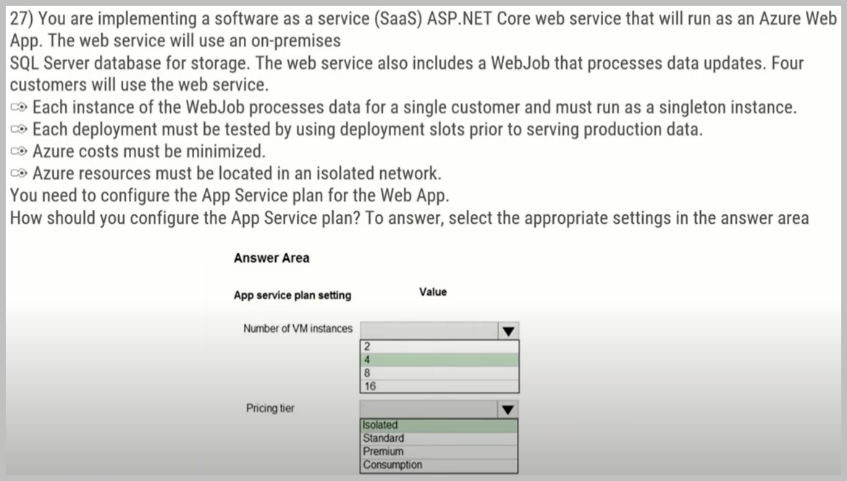 27) You are implementing a software as a service (SaaS) ASP.NET Core web service that will run as an Azure Web
App. The web service will use an on-premises
SQL Server database for storage. The web service also includes a WebJob that processes data updates. Four
customers will use the web service.
Each instance of the WebJob processes data for a single customer and must run as a singleton instance.
Each deployment must be tested by using deployment slots prior to serving production data.
Azure costs must be minimized.
Azure resources must be located in an isolated network.
You need to configure the App Service plan for the Web App.
How should you configure the App Service plan? To answer, select the appropriate settings in the answer area
Answer Area
App service plan setting Value
Number of VM instances
2
4
8
16
Pricing tier
Isolated
Standard
Premium
Consumption